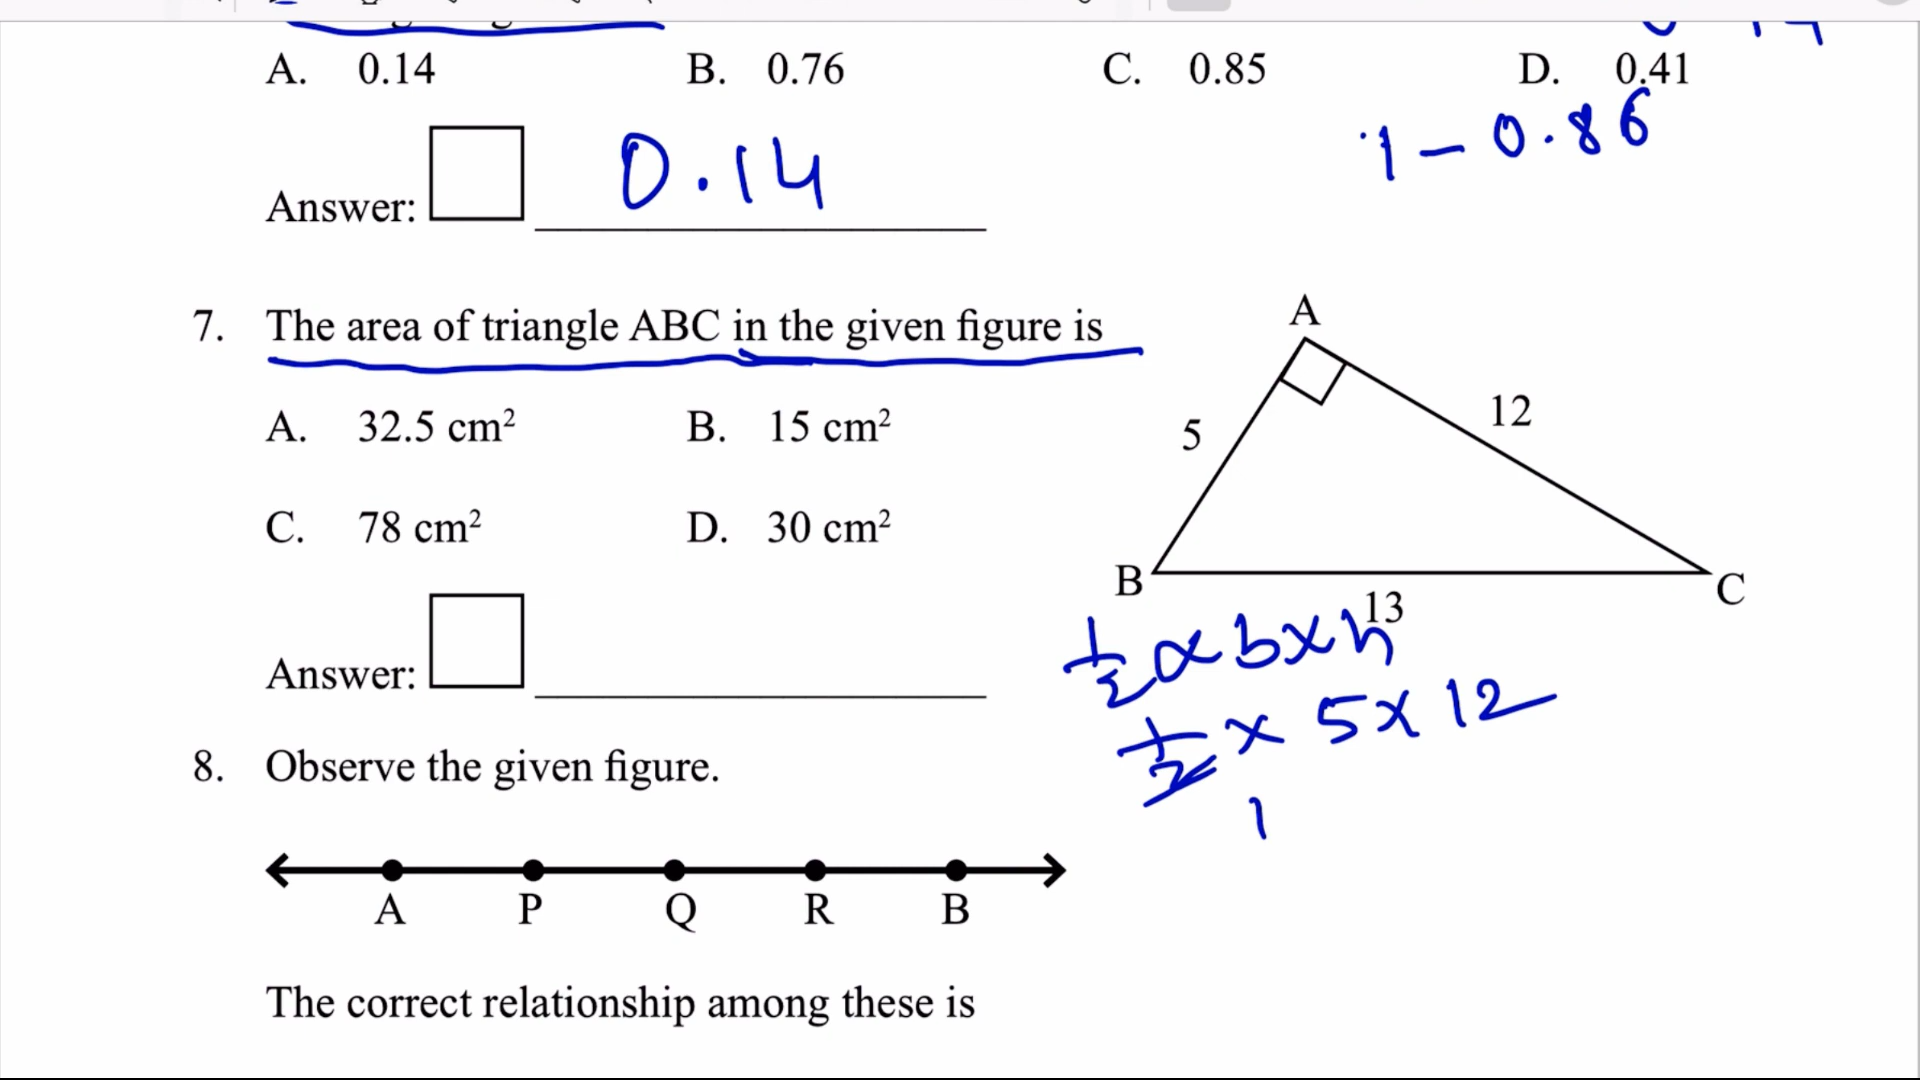 A. 0.14 B. 0.76 C. 0.85 D. 0.41
1 - 0.86
Answer: 0.14
7. The area of triangle ABC in the given figure is
A. 32.5 cm² B. 15 cm²
C. 78 cm² D. 30 cm²
Answer:
A
5 12
B C
13
1/2 x b x h
1/2 x 5 x 12
1
8. Observe the given figure.
A P Q R B
The correct relationship among these is